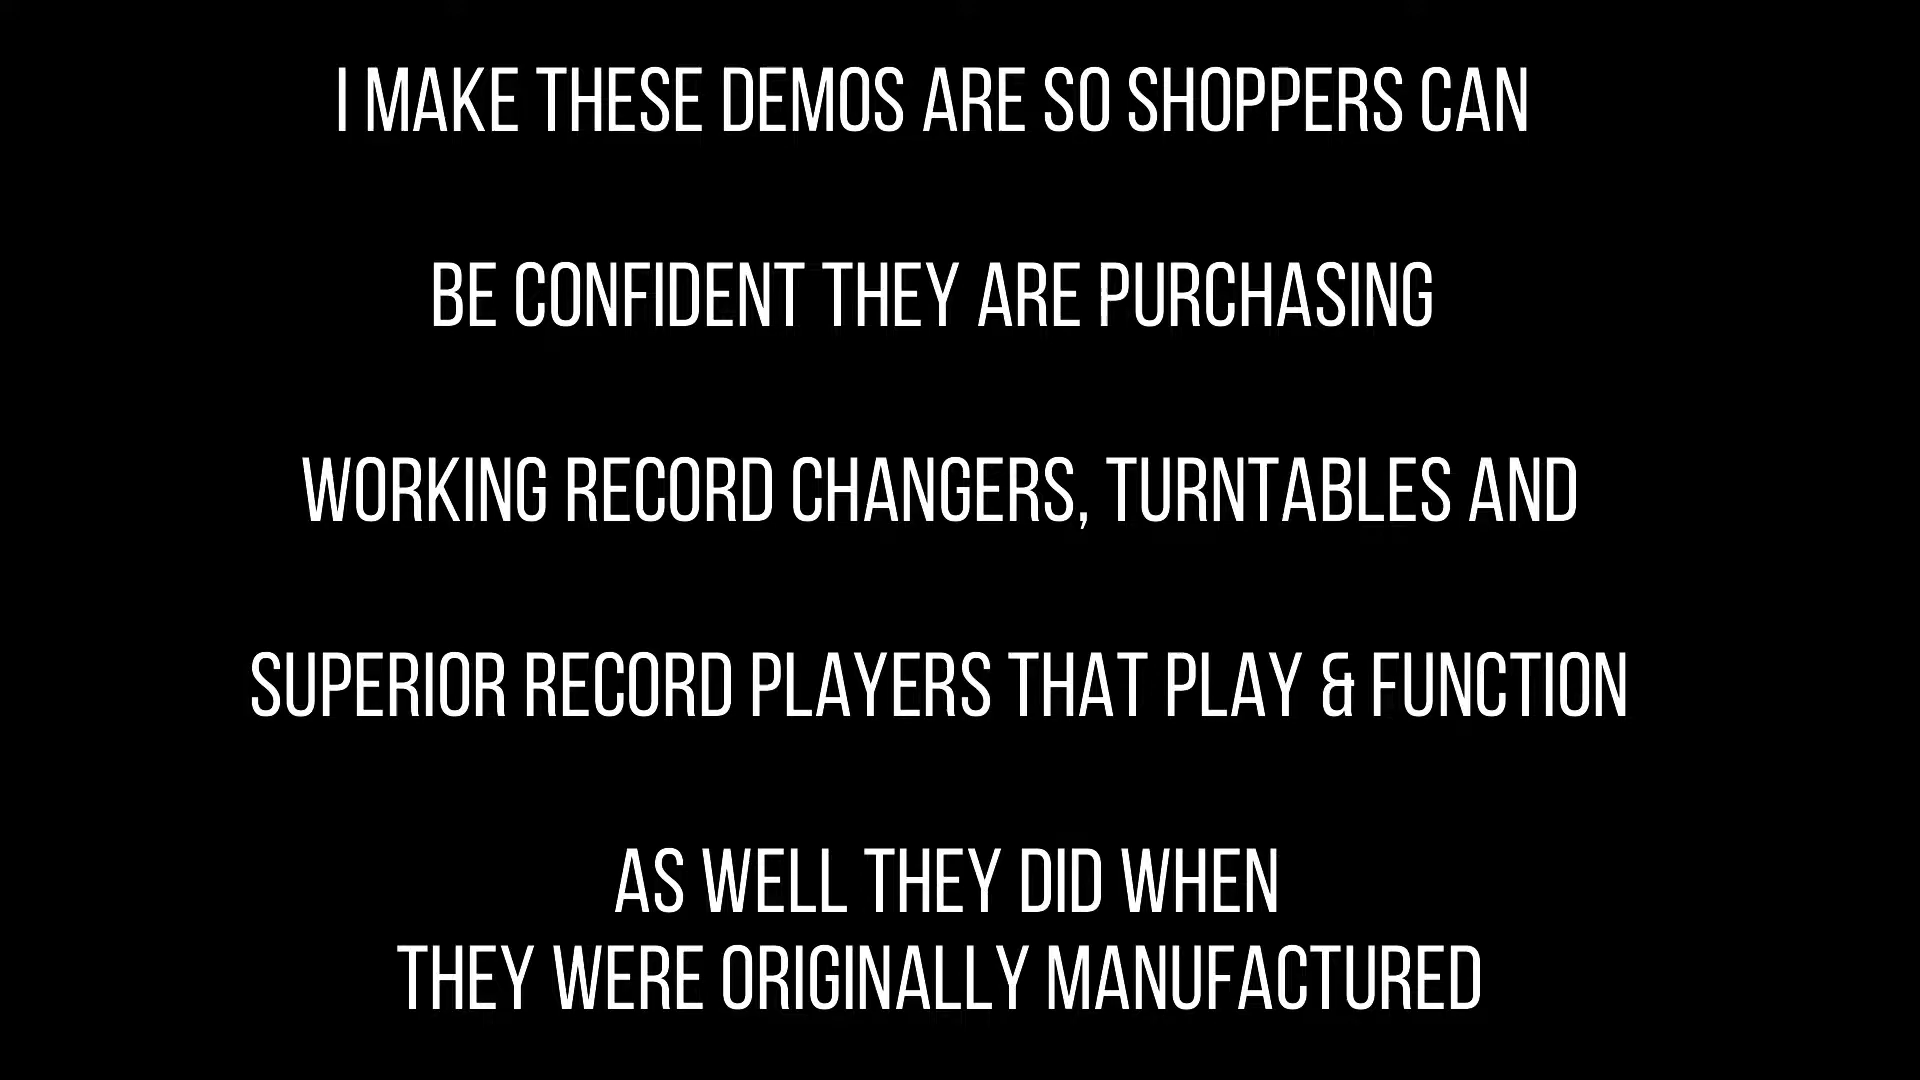 I MAKE THESE DEMOS ARE SO SHOPPERS CAN
BE CONFIDENT THEY ARE PURCHASING
WORKING RECORD CHANGERS, TURNTABLES AND
SUPERIOR RECORD PLAYERS THAT PLAY & FUNCTION
AS WELL THEY DID WHEN
THEY WERE ORIGINALLY MANUFACTURED